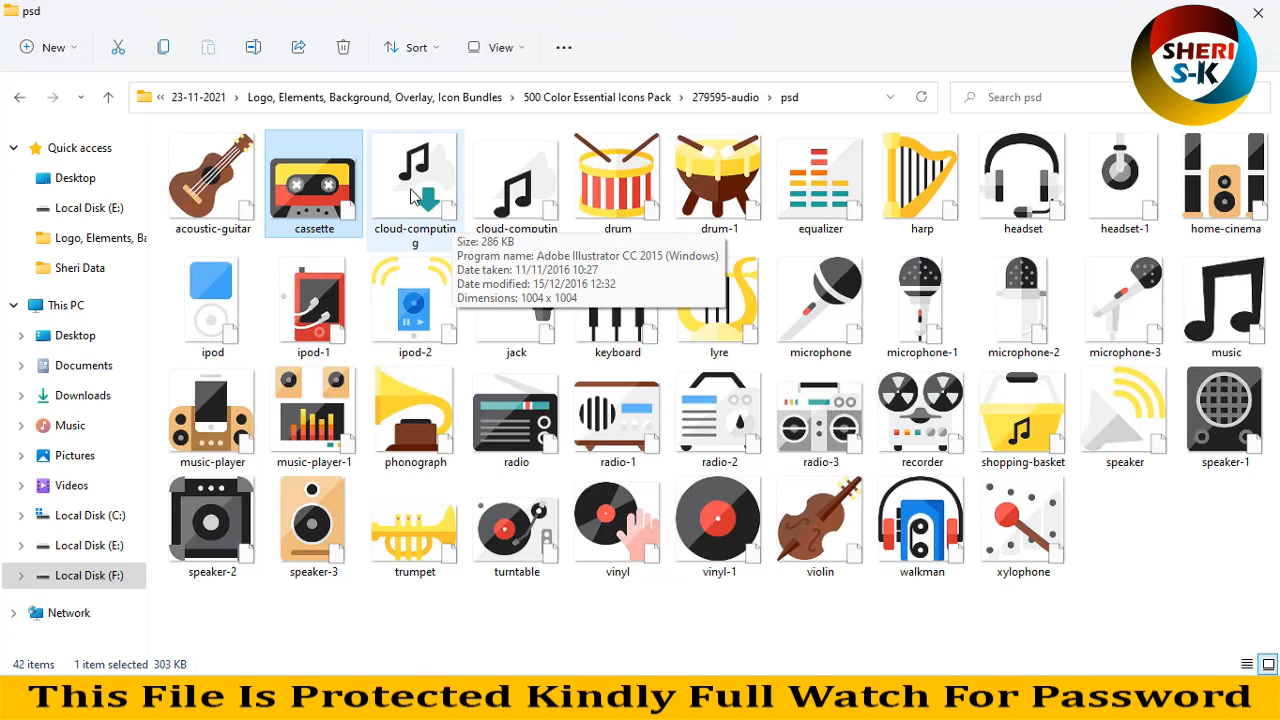 psd
New
Sort
View
SHERI
S-K
23-11-2021 > Logo, Elements, Background, Overlay, Icon Bundles > 500 Color Essential Icons Pack > 279595-audio > psd
Search psd
Quick access
Desktop
Local Disk (E:)
Logo, Elements, Ba
Sheri Data
This PC
Desktop
Documents
Downloads
Music
Pictures
Videos
Local Disk (C:)
Local Disk (E:)
Local Disk (F:)
Network
acoustic-guitar cassette cloud-computin cloud-computin drum drum-1 equalizer harp headset headset-1 home-cinema
g
Size: 286 KB
Program name: Adobe Illustrator CC 2015 (Windows)
Date taken: 11/11/2016 10:27
Date modified: 15/12/2016 12:32
Dimensions: 1004 x 1004
ipod ipod-1 ipod-2 jack keyboard lyre microphone microphone-1 microphone-2 microphone-3 music
music-player music-player-1 phonograph radio radio-1 radio-2 radio-3 recorder shopping-basket speaker speaker-1
speaker-2 speaker-3 trumpet turntable vinyl vinyl-1 violin walkman xylophone
42 items 1 item selected 303 KB
This File Is Protected Kindly Full Watch For Password